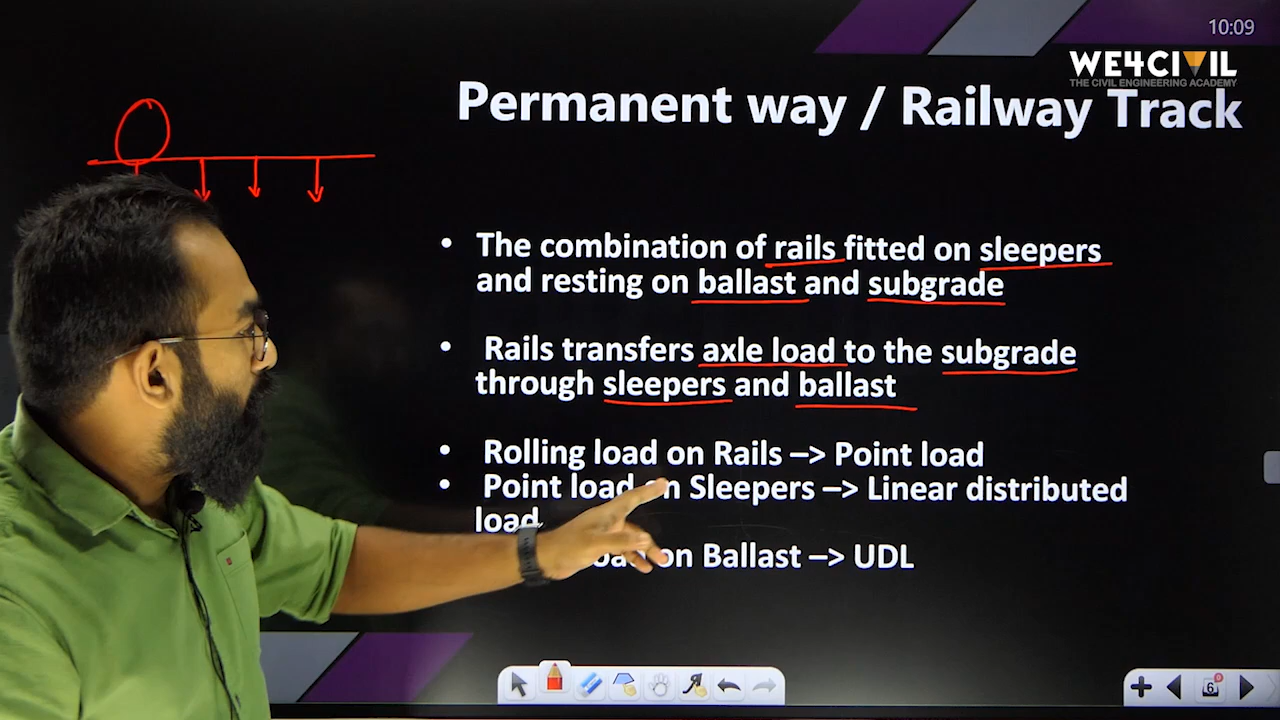 10:09
WE4CIVIL
THE CIVIL ENGINEERING ACADEMY
Permanent way / Railway Track
• The combination of rails fitted on sleepers
and resting on ballast and subgrade
• Rails transfers axle load to the subgrade
through sleepers and ballast
• Rolling load on Rails –> Point load
• Point load on Sleepers –> Linear distributed
load
on Ballast –> UDL
6